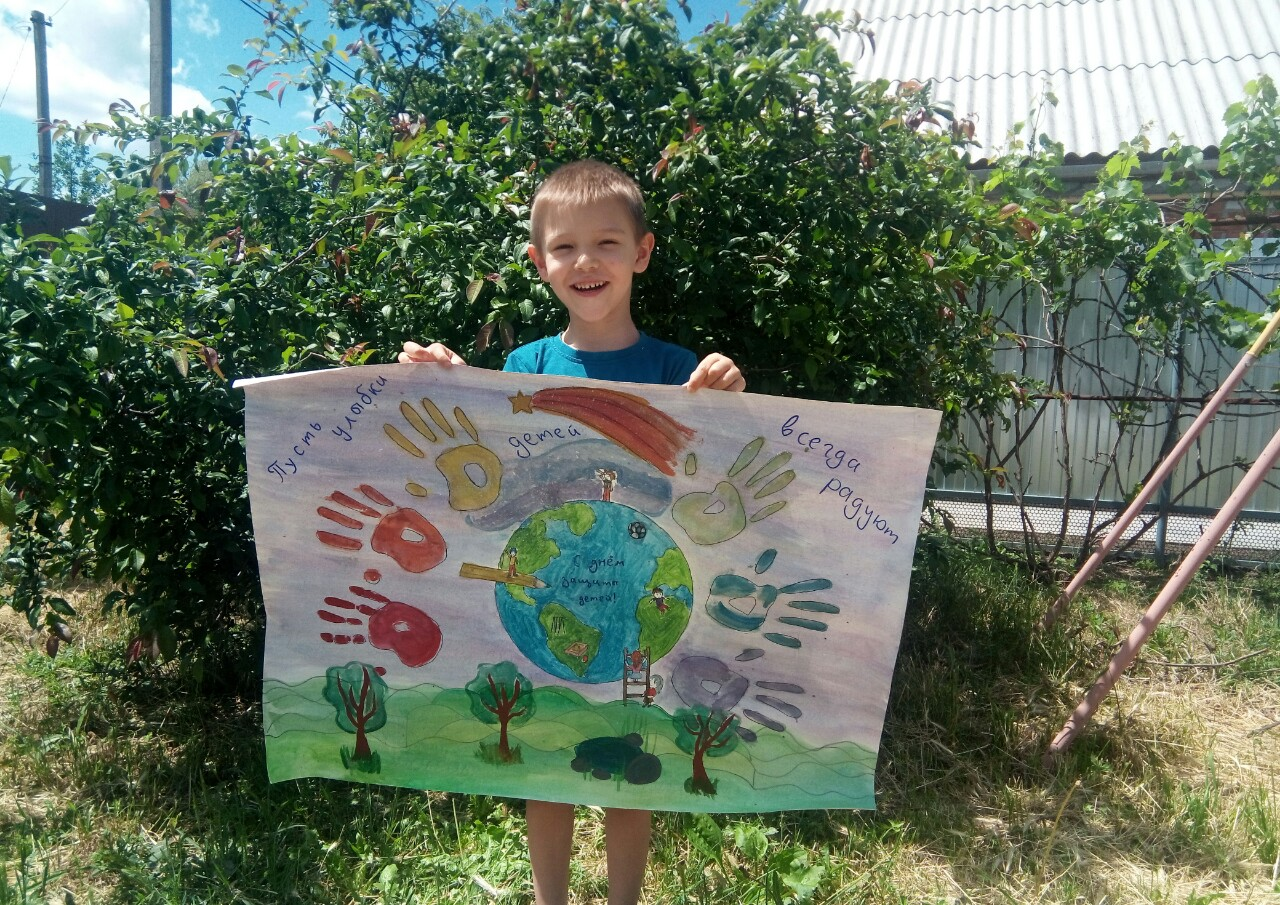 Пусть
улыбки
детей
всегда
радуют
С днём
защиты
детей!